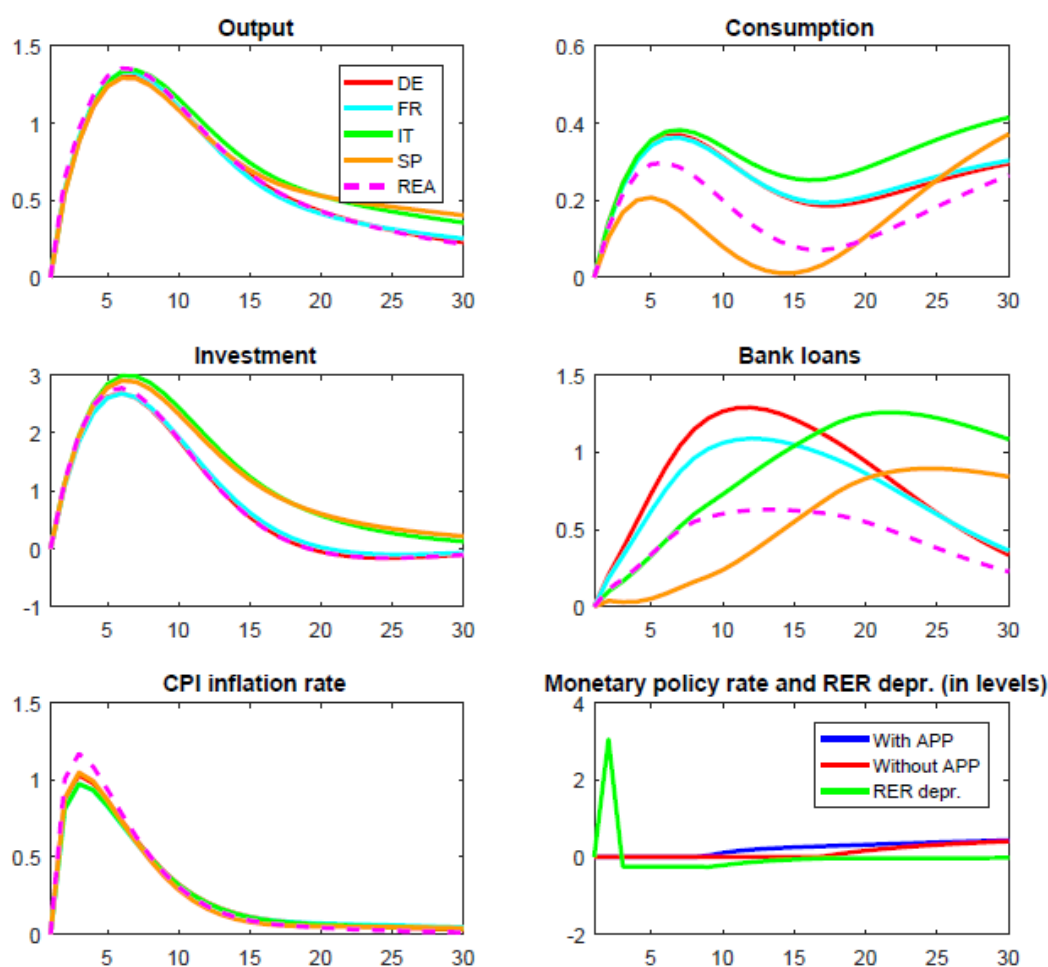 Output
1.5
1
0.5
0
5 10 15 20 25 30
DE
FR
IT
SP
REA
Consumption
0.6
0.4
0.2
0
5 10 15 20 25 30
Investment
3
2
1
0
-1
5 10 15 20 25 30
Bank loans
1.5
1
0.5
0
5 10 15 20 25 30
CPI inflation rate
1.5
1
0.5
0
5 10 15 20 25 30
Monetary policy rate and RER depr. (in levels)
4
2
0
-2
5 10 15 20 25 30
With APP
Without APP
RER depr.